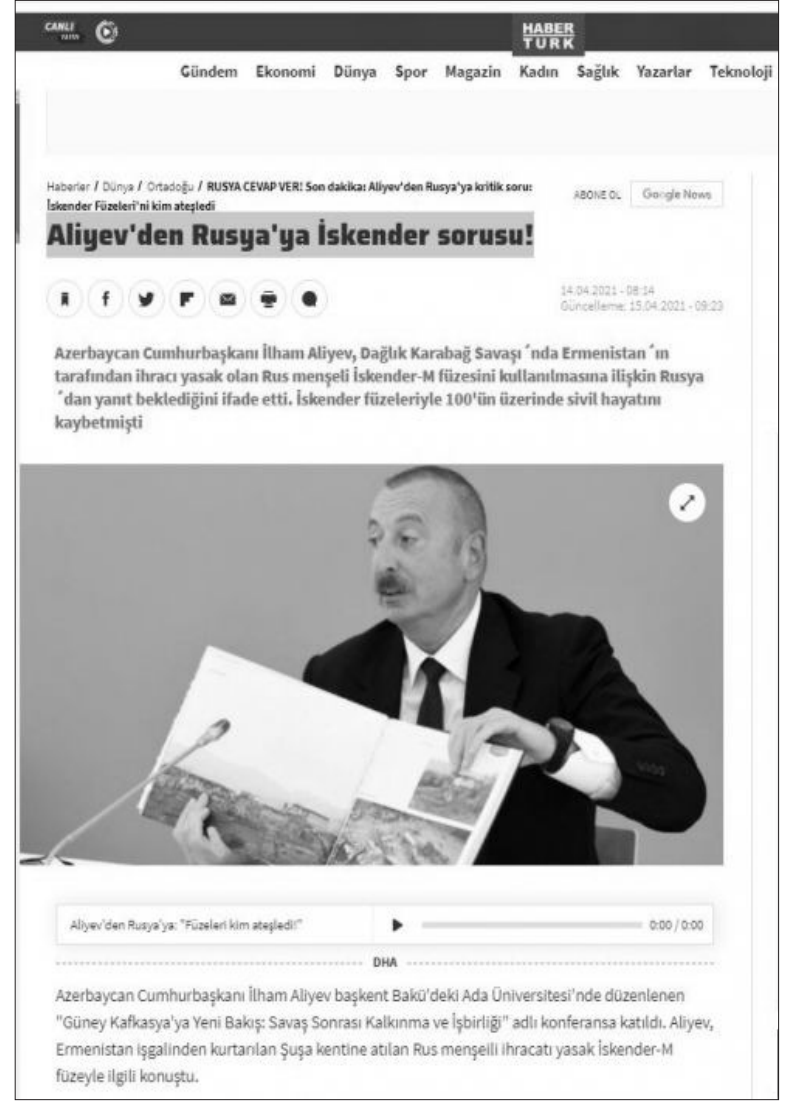 CANLI
YAYIN
HABER
TURK
Gündem Ekonomi Dünya Spor Magazin Kadın Sağlık Yazarlar Teknoloji
Haberler / Dünya / Ortadoğu / RUSYA CEVAP VER! Son dakika: Aliyev'den Rusya'ya kritik soru:
İskender Füzeleri'ni kim ateşledi
ABONE OL Google News
Aliyev'den Rusya'ya İskender sorusu!
14.04.2021 - 08:14
Güncelleme: 15.04.2021 - 09:23
Azerbaycan Cumhurbaşkanı İlham Aliyev, Dağlık Karabağ Savaşı ´nda Ermenistan ´ın
tarafından ihracı yasak olan Rus menşeli İskender-M füzesini kullanılmasına ilişkin Rusya
´dan yanıt beklediğini ifade etti. İskender füzeleriyle 100'ün üzerinde sivil hayatını
kaybetmişti
Aliyev'den Rusya'ya: "Füzeleri kim ateşledi!" 0:00 / 0:00
DHA
Azerbaycan Cumhurbaşkanı İlham Aliyev başkent Bakü'deki Ada Üniversitesi'nde düzenlenen
"Güney Kafkasya'ya Yeni Bakış: Savaş Sonrası Kalkınma ve İşbirliği" adlı konferansa katıldı. Aliyev,
Ermenistan işgalinden kurtarılan Şuşa kentine atılan Rus menşeili ihracatı yasak İskender-M
füzeyle ilgili konuştu.